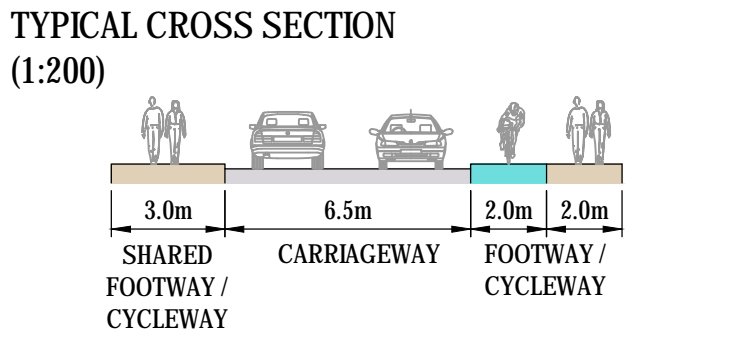 TYPICAL CROSS SECTION
(1:200)
3.0m 6.5m 2.0m 2.0m
SHARED FOOTWAY / CYCLEWAY
CARRIAGEWAY
FOOTWAY / CYCLEWAY